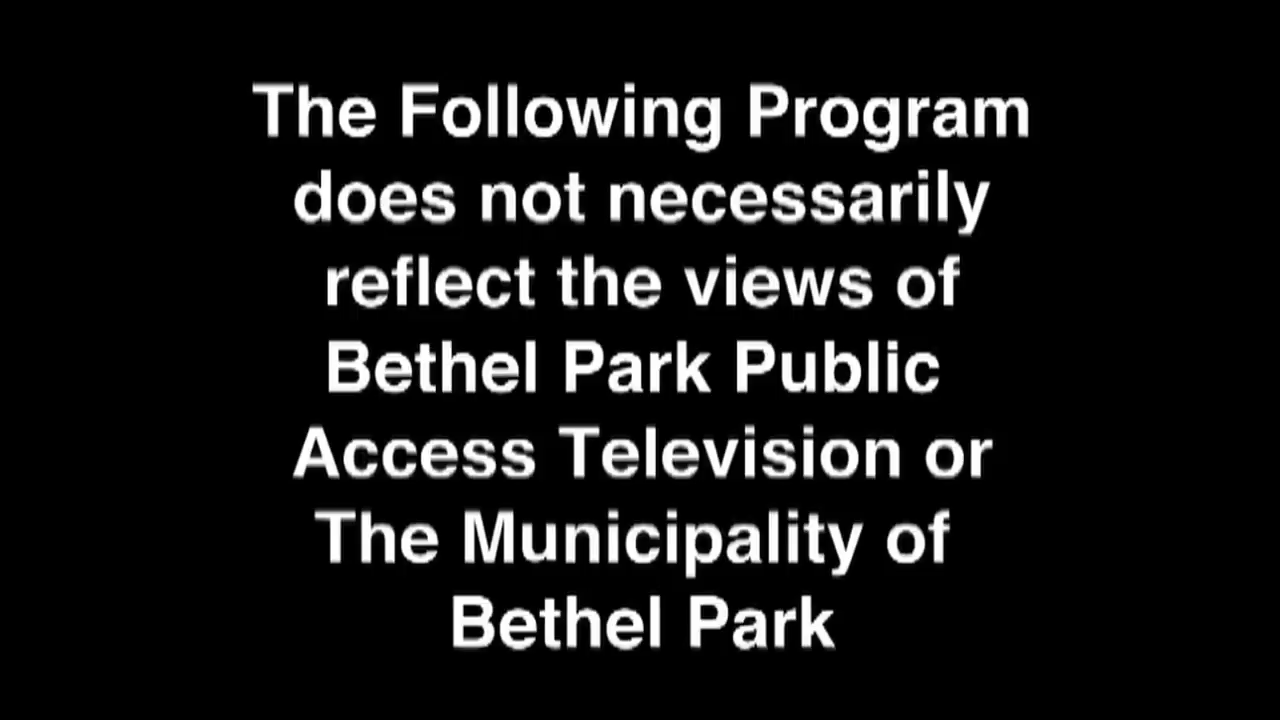 The Following Program
does not necessarily
reflect the views of
Bethel Park Public
Access Television or
The Municipality of
Bethel Park